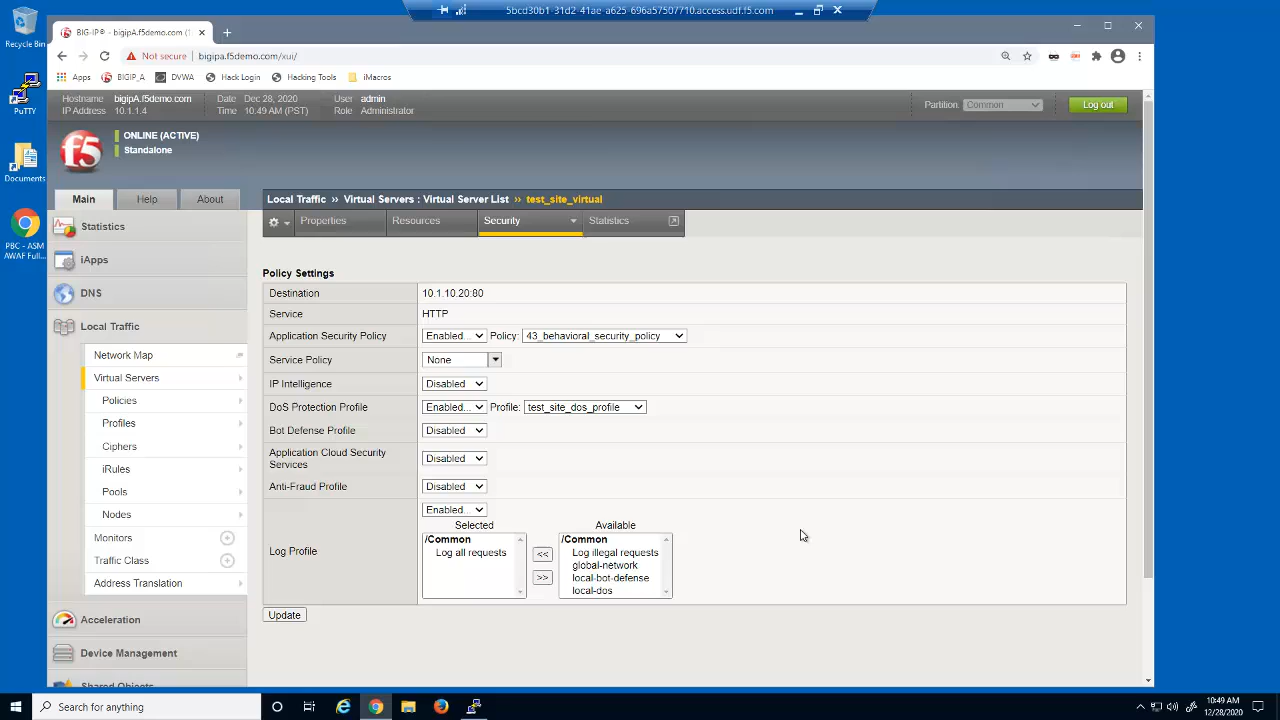 5bcd30b1-31d2-41ae-a625-696a57507710.access.udf.f5.com
Recycle Bin
PuTTY
Documents
PBC - ASM
AWAF Full...
BIG-IP® - bigipA.f5demo.com (1
Not secure
bigipa.f5demo.com/xui/
Apps
BIGIP_A
DVWA
Hack Login
Hacking Tools
iMacros
Hostname bigipA.f5demo.com Date Dec 28, 2020 User admin
IP Address 10.1.1.4 Time 10:49 AM (PST) Role Administrator
Partition: Common
Log out
f5
ONLINE (ACTIVE)
Standalone
Main
Help
About
Local Traffic ›› Virtual Servers : Virtual Server List ›› test_site_virtual
Properties
Resources
Security
Statistics
Statistics
iApps
DNS
Local Traffic
Network Map
Virtual Servers
Policies
Profiles
Ciphers
iRules
Pools
Nodes
Monitors
Traffic Class
Address Translation
Acceleration
Device Management
Shared Objects
Policy Settings
Destination 10.1.10.20:80
Service HTTP
Application Security Policy Enabled... Policy: 43_behavioral_security_policy
Service Policy None
IP Intelligence Disabled
DoS Protection Profile Enabled... Profile: test_site_dos_profile
Bot Defense Profile Disabled
Application Cloud Security
Services
Disabled
Anti-Fraud Profile Disabled
Log Profile
Enabled...
Selected
Available
/Common
Log all requests
<<
>>
/Common
Log illegal requests
global-network
local-bot-defense
local-dos
Update
Search for anything
10:49 AM
12/28/2020